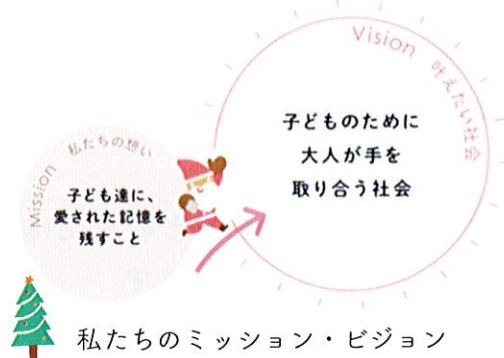 Vision 叶えたい社会
子どものために
大人が手を
取り合う社会
Mission 私たちの想い
子ども達に、
愛された記憶を
残すこと
私たちのミッション・ビジョン